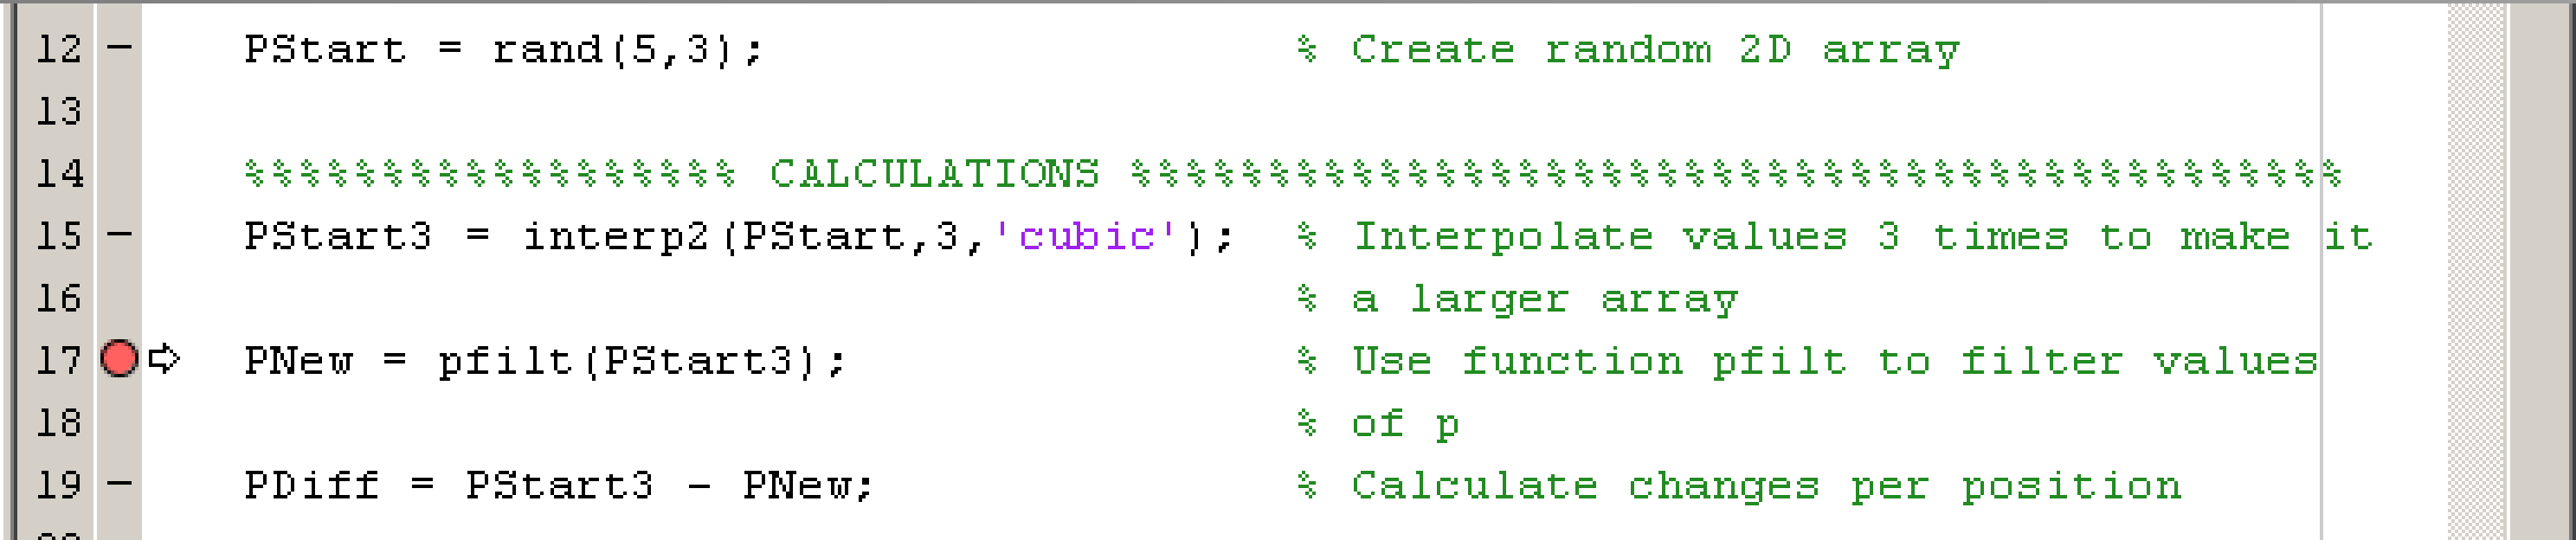 12 – PStart = rand(5,3); % Create random 2D array
13
14 %%%%%%%%%%%%%%%%%% CALCULATIONS %%%%%%%%%%%%%%%%%%%%%%%%%%%%%%%%%%%%%%%%%%%%
15 – PStart3 = interp2(PStart,3,'cubic'); % Interpolate values 3 times to make it
16 % a larger array
17 PNew = pfilt(PStart3); % Use function pfilt to filter values
18 % of p
19 – PDiff = PStart3 - PNew; % Calculate changes per position